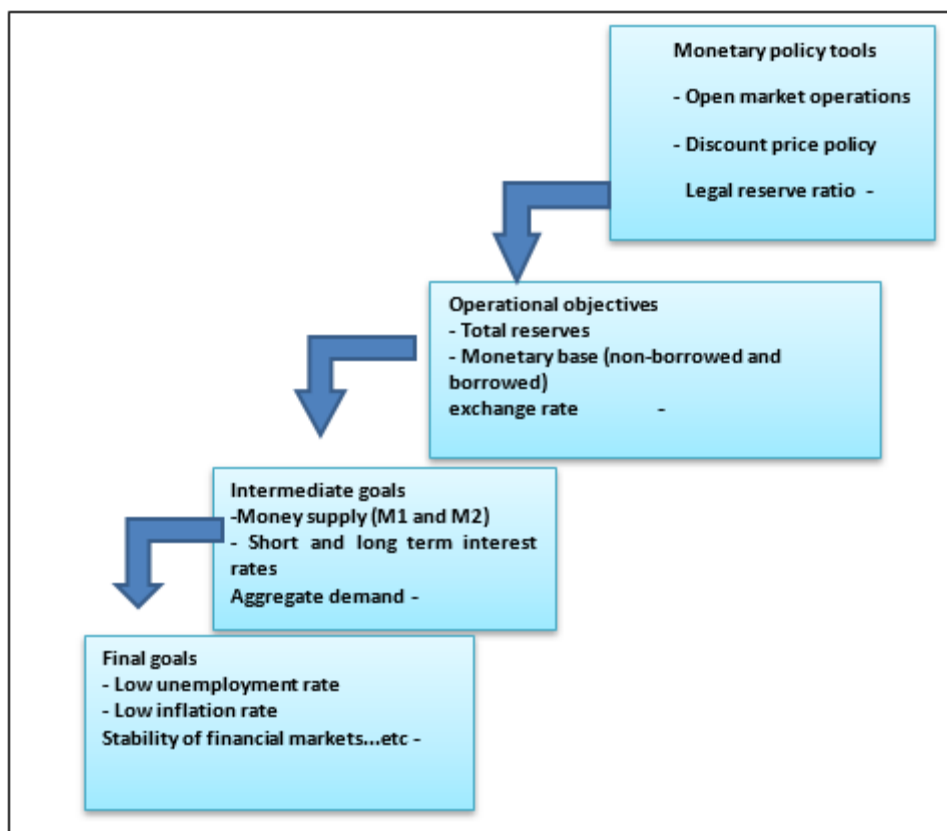 Monetary policy tools
- Open market operations
- Discount price policy
Legal reserve ratio -
Operational objectives
- Total reserves
- Monetary base (non-borrowed and
borrowed)
exchange rate -
Intermediate goals
-Money supply (M1 and M2)
- Short and long term interest
rates
Aggregate demand -
Final goals
- Low unemployment rate
- Low inflation rate
Stability of financial markets...etc -